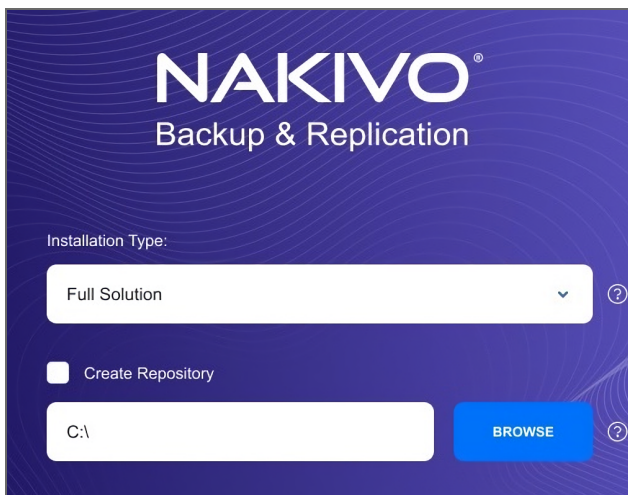 NAKIVO®
Backup & Replication
Installation Type:
Full Solution
?
Create Repository
C:\
BROWSE
?